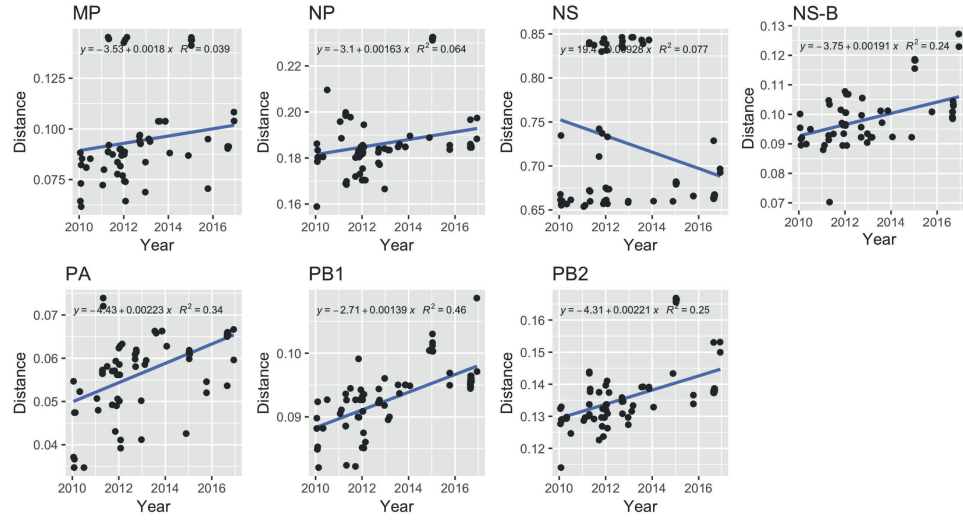 MP
y = −3.53 + 0.0018 x R² = 0.039
0.125
0.100
0.075
Distance
2010 2012 2014 2016
Year
NP
y = −3.1 + 0.00163 x R² = 0.064
0.22
0.20
0.18
0.16
Distance
2010 2012 2014 2016
Year
NS
y = 19.4 0.00928 x R² = 0.077
0.85
0.80
0.75
0.70
0.65
Distance
2010 2012 2014 2016
Year
NS-B
y = −3.75 + 0.00191 x R² = 0.24
0.13
0.12
0.11
0.10
0.09
0.08
0.07
Distance
2010 2012 2014 2016
Year
PA
y = −4.43 + 0.00223 x R² = 0.34
0.07
0.06
0.05
0.04
Distance
2010 2012 2014 2016
Year
PB1
y = −2.71 + 0.00139 x R² = 0.46
0.10
0.09
Distance
2010 2012 2014 2016
Year
PB2
y = −4.31 + 0.00221 x R² = 0.25
0.16
0.15
0.14
0.13
0.12
Distance
2010 2012 2014 2016
Year